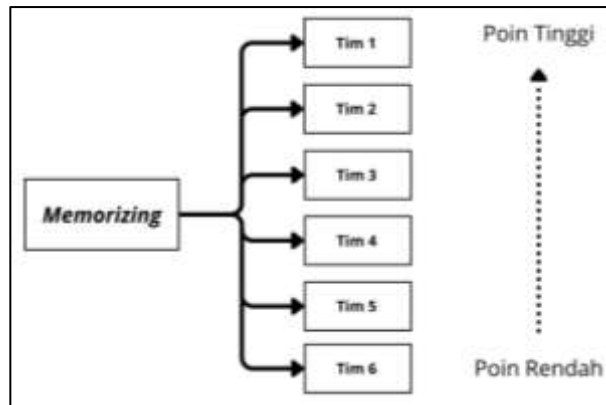 Tim 1
Poin Tinggi
Tim 2
Tim 3
Memorizing
Tim 4
Tim 5
Tim 6
Poin Rendah